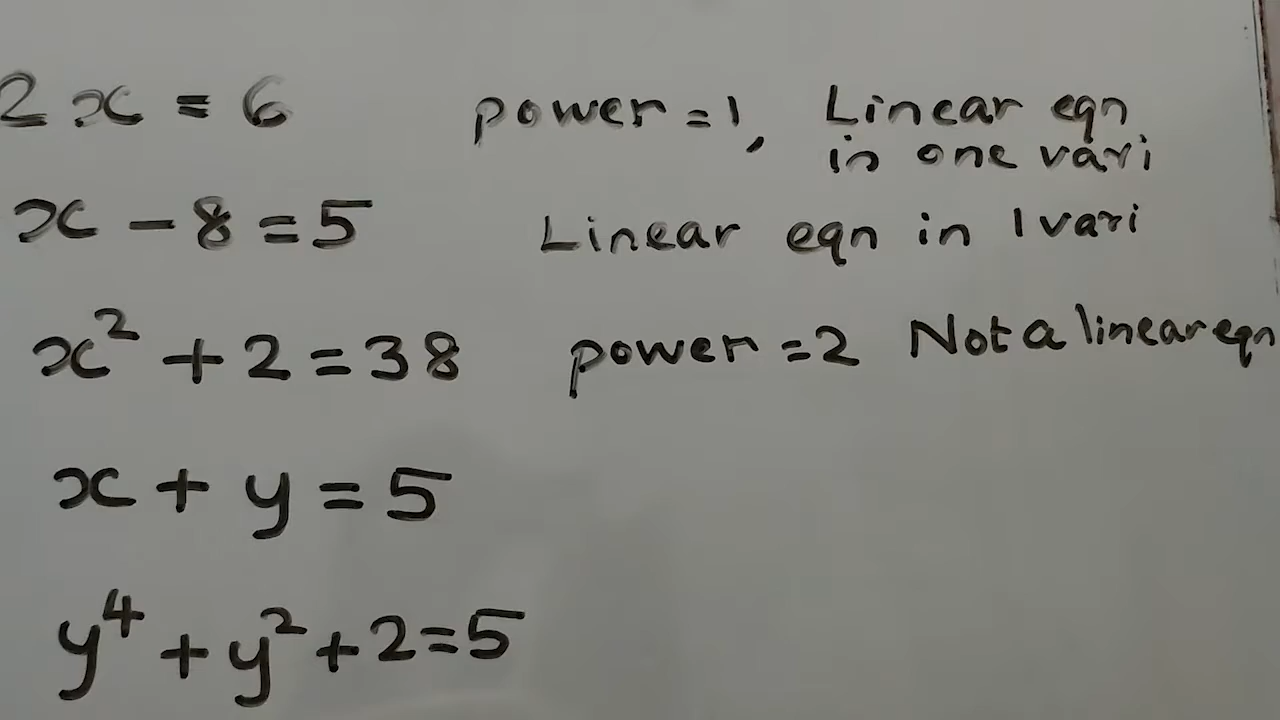 2x = 6 power = 1, Linear eqn
in one vari
x - 8 = 5 Linear eqn in 1 vari
x² + 2 = 38 power = 2 Not a linear eqn
x + y = 5
y⁴ + y² + 2 = 5